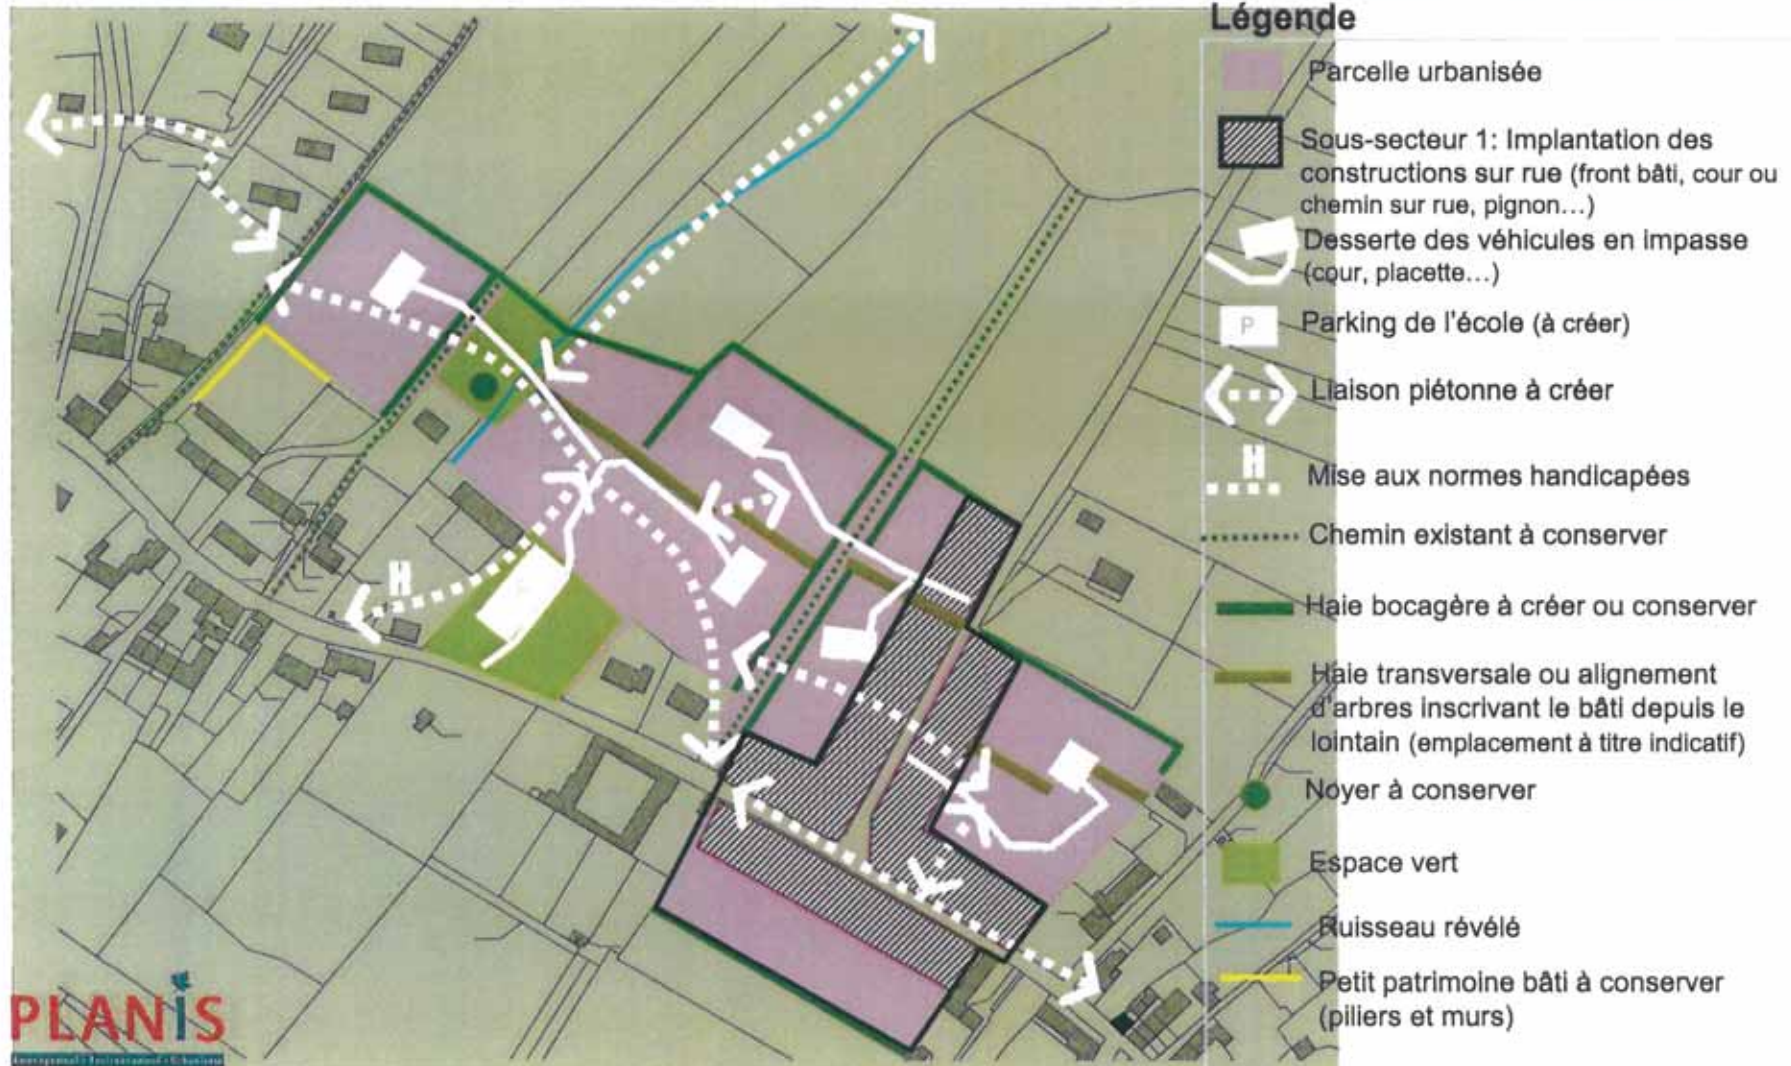 Légende
Parcelle urbanisée
Sous-secteur 1: Implantation des
constructions sur rue (front bâti, cour ou
chemin sur rue, pignon…)
Desserte des véhicules en impasse
(cour, placette…)
P
Parking de l'école (à créer)
Liaison piétonne à créer
H
Mise aux normes handicapées
Chemin existant à conserver
Haie bocagère à créer ou conserver
Haie transversale ou alignement
d'arbres inscrivant le bâti depuis le
lointain (emplacement à titre indicatif)
Noyer à conserver
Espace vert
Ruisseau révélé
Petit patrimoine bâti à conserver
(piliers et murs)
H
PLANiS
Aménagement - Environnement - Urbanisme